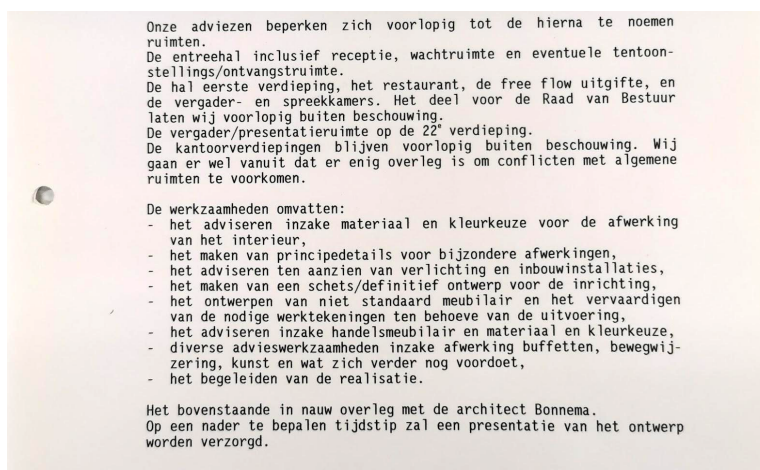 Onze adviezen beperken zich voorlopig tot de hierna te noemen
ruimten.
De entreehal inclusief receptie, wachtruimte en eventuele tentoon-
stellings/ontvangstruimte.
De hal eerste verdieping, het restaurant, de free flow uitgifte, en
de vergader- en spreekkamers. Het deel voor de Raad van Bestuur
laten wij voorlopig buiten beschouwing.
De vergader/presentatieruimte op de 22° verdieping.
De kantoorverdiepingen blijven voorlopig buiten beschouwing. Wij
gaan er wel vanuit dat er enig overleg is om conflicten met algemene
ruimten te voorkomen.
De werkzaamheden omvatten:
- het adviseren inzake materiaal en kleurkeuze voor de afwerking
van het interieur,
- het maken van principedetails voor bijzondere afwerkingen,
- het adviseren ten aanzien van verlichting en inbouwinstallaties,
- het maken van een schets/definitief ontwerp voor de inrichting,
- het ontwerpen van niet standaard meubilair en het vervaardigen
van de nodige werktekeningen ten behoeve van de uitvoering,
- het adviseren inzake handelsmeubilair en materiaal en kleurkeuze,
- diverse advieswerkzaamheden inzake afwerking buffetten, bewegwij-
zering, kunst en wat zich verder nog voordoet,
- het begeleiden van de realisatie.
Het bovenstaande in nauw overleg met de architect Bonnema.
Op een nader te bepalen tijdstip zal een presentatie van het ontwerp
worden verzorgd.